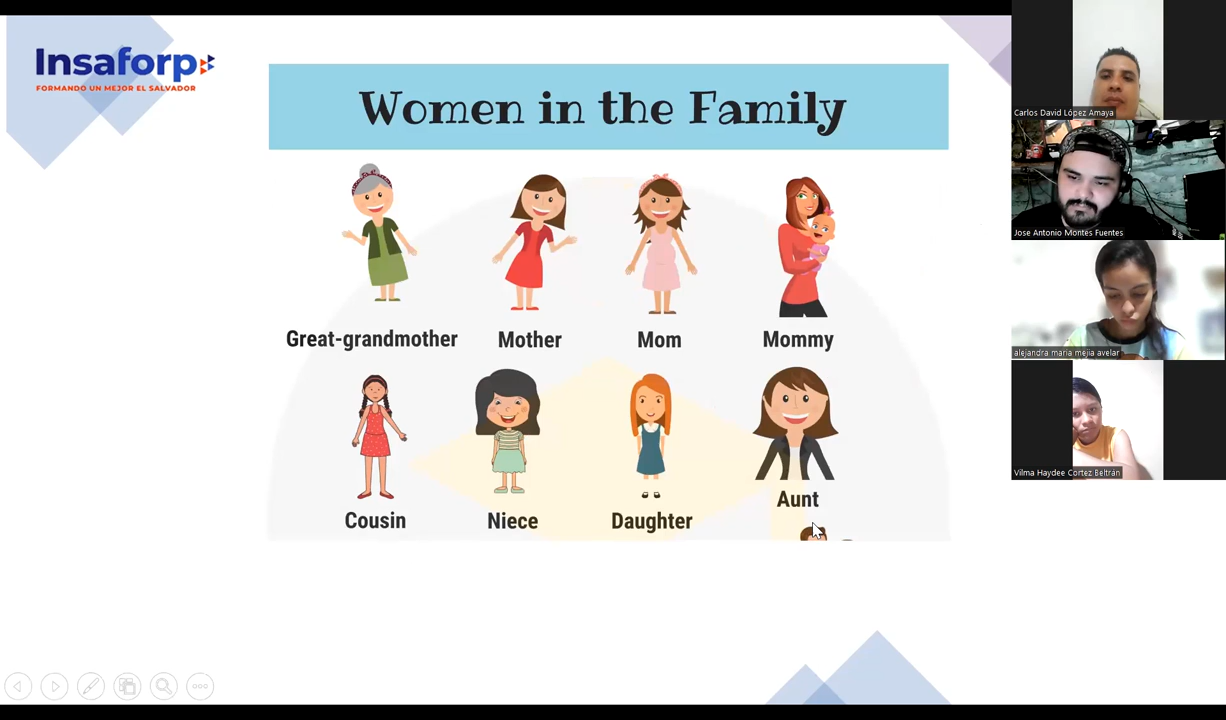 Insaforp
FORMANDO UN MEJOR EL SALVADOR
Women in the Family
Great-grandmother
Mother
Mom
Mommy
Cousin
Niece
Daughter
Aunt
Carlos David López Amaya
Jose Antonio Montes Fuentes
alejandra maria mejia avelar
Vilma Haydee Cortez Beltrán